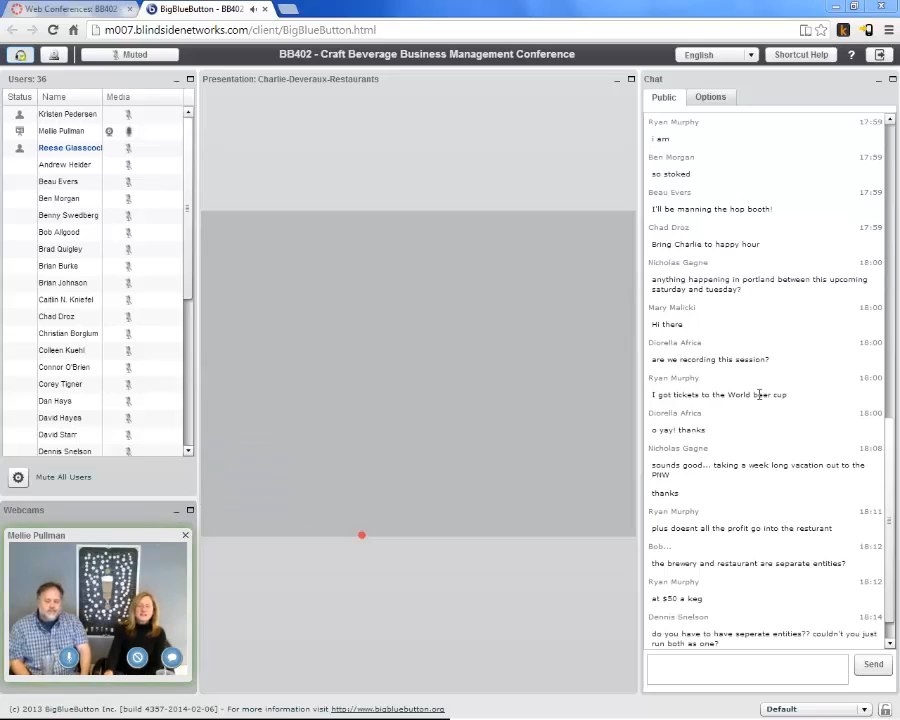 Web Conferences: BB402
BigBlueButton - BB402
m007.blindsidenetworks.com/client/BigBlueButton.html
Muted
BB402 - Craft Beverage Business Management Conference
English
Shortcut Help
?
Users: 36
Status Name Media
Kristen Pedersen
Mellie Pullman
Reese Glasscoc
Andrew Helder
Beau Evers
Ben Morgan
Benny Swedberg
Bob Allgood
Brad Quigley
Brian Burks
Brian Johnson
Caitlin N. Kniefel
Chad Droz
Christian Borglum
Colleen Kuehl
Connor O'Brien
Corey Tigner
Dan Hays
David Hayes
David Starr
Dennis Snelson
Mute All Users
Webcams
Mellie Pullman
Presentation: Charlie-Deveraux-Restaurants
Chat
Public Options
Ryan Murphy 17:59
i am
Ben Morgan 17:59
so stoked
Beau Evers 17:59
I'll be manning the hop booth!
Chad Droz 17:59
Bring Charlie to happy hour
Nicholas Gagne 18:00
anything happening in portland between this upcoming
saturday and tuesday?
Mary Malicki 18:00
Hi there
Diorella Africa 18:00
are we recording this session?
Ryan Murphy 18:00
I got tickets to the World beer cup
Diorella Africa 18:00
o yay! thanks
Nicholas Gagne 18:08
sounds good... taking a week long vacation out to the
PNW
thanks
Ryan Murphy 18:11
plus doesnt all the profit go into the resturant
Bob... 18:12
the brewery and restaurant are separate entities?
Ryan Murphy 18:12
at $50 a keg
Dennis Snelson 18:14
do you have to have seperate entities?? couldn't you just
run both as one?
Send
(c) 2013 BigBlueButton Inc. [build 4357-2014-02-06] - For more information visit http://www.bigbluebutton.org
Default